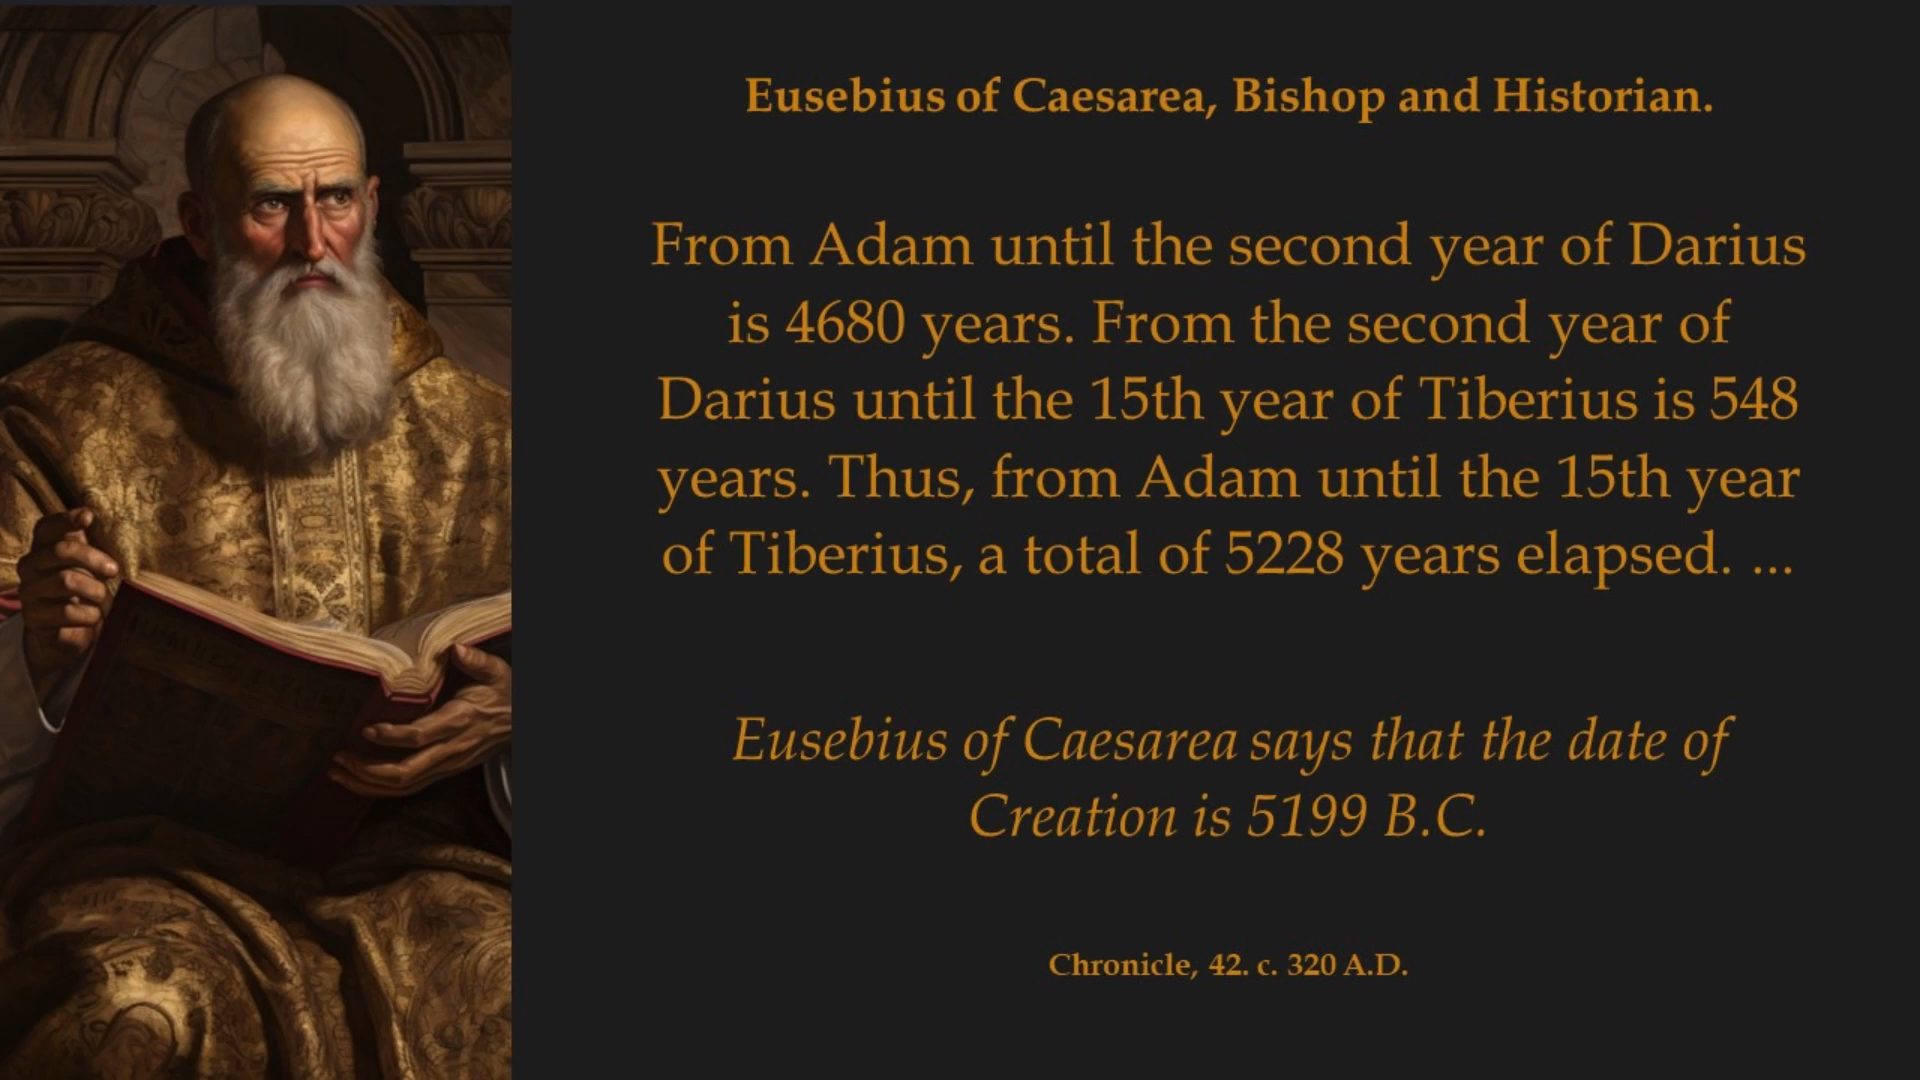 Eusebius of Caesarea, Bishop and Historian.
From Adam until the second year of Darius
is 4680 years. From the second year of
Darius until the 15th year of Tiberius is 548
years. Thus, from Adam until the 15th year
of Tiberius, a total of 5228 years elapsed. ...
Eusebius of Caesarea says that the date of
Creation is 5199 B.C.
Chronicle, 42. c. 320 A.D.